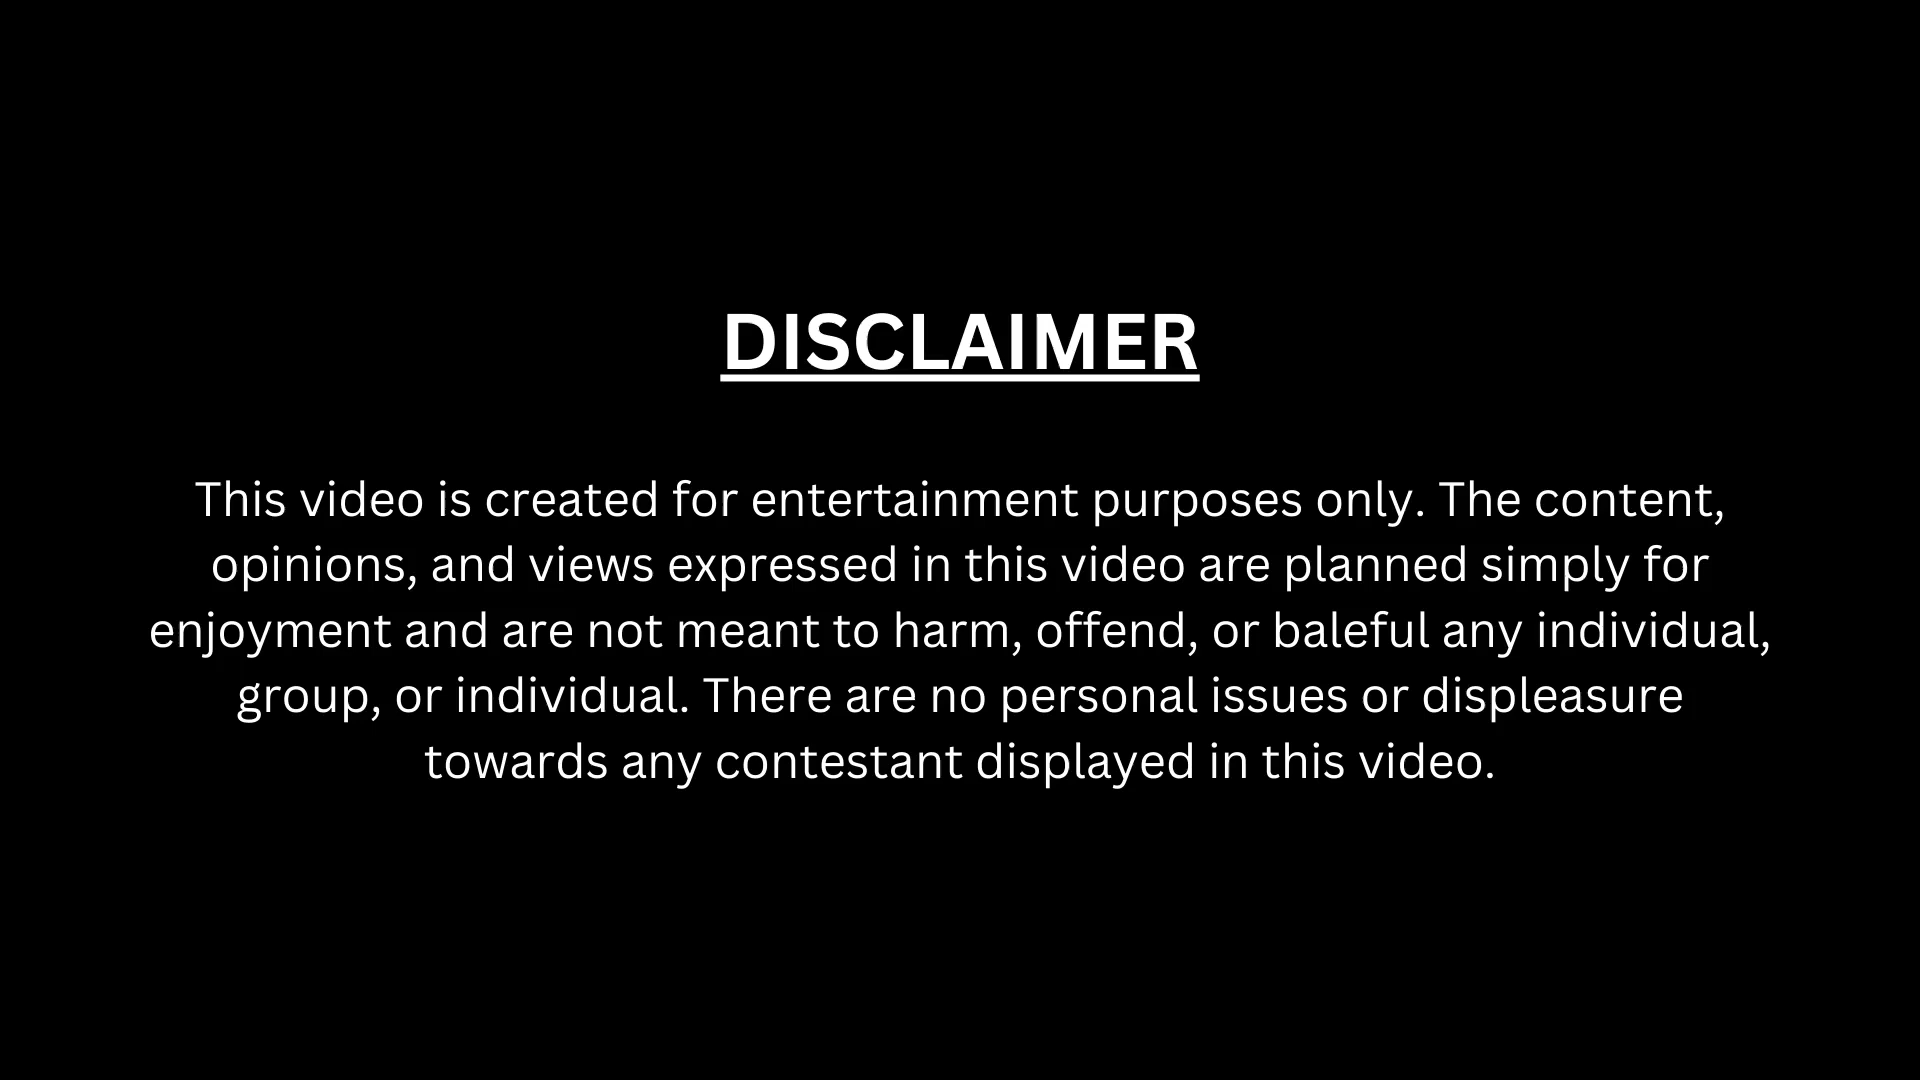 DISCLAIMER
This video is created for entertainment purposes only. The content,
opinions, and views expressed in this video are planned simply for
enjoyment and are not meant to harm, offend, or baleful any individual,
group, or individual. There are no personal issues or displeasure
towards any contestant displayed in this video.